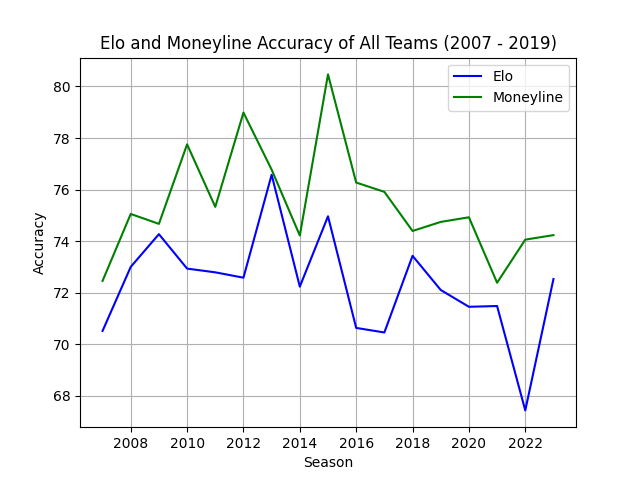 Elo and Moneyline Accuracy of All Teams (2007 - 2019)
Elo
Moneyline
80
78
76
74
72
70
68
Accuracy
2008 2010 2012 2014 2016 2018 2020 2022
Season